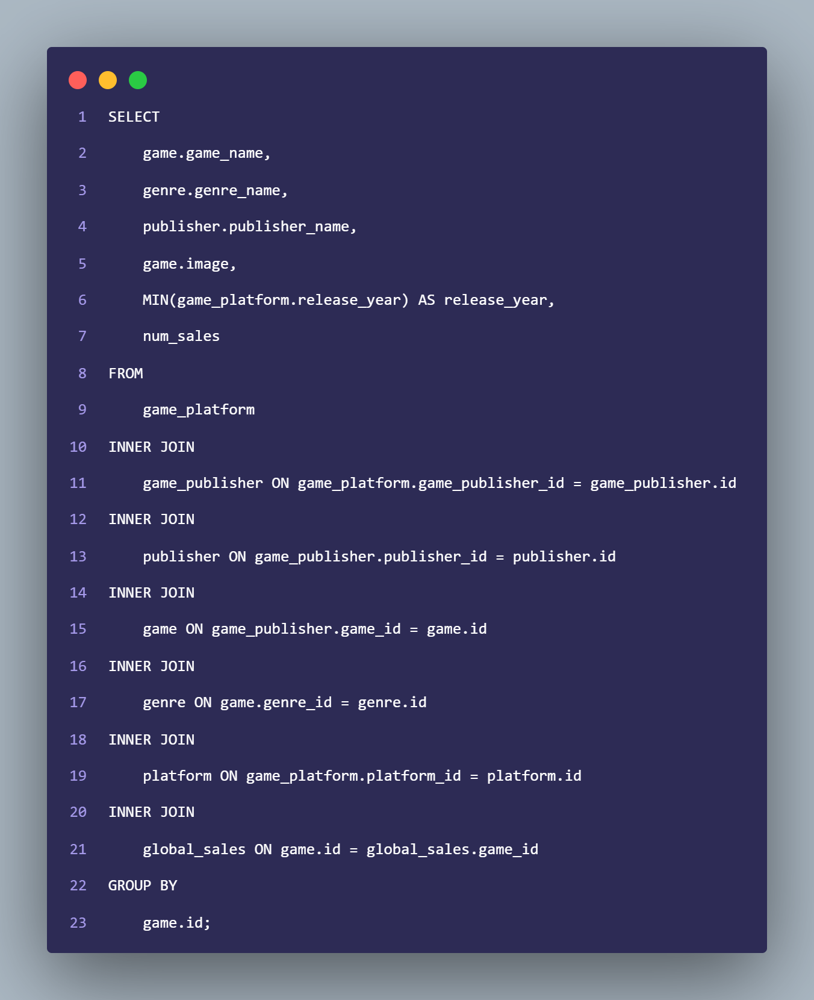 1 SELECT
2     game.game_name,
3     genre.genre_name,
4     publisher.publisher_name,
5     game.image,
6     MIN(game_platform.release_year) AS release_year,
7     num_sales
8 FROM
9     game_platform
10 INNER JOIN
11     game_publisher ON game_platform.game_publisher_id = game_publisher.id
12 INNER JOIN
13     publisher ON game_publisher.publisher_id = publisher.id
14 INNER JOIN
15     game ON game_publisher.game_id = game.id
16 INNER JOIN
17     genre ON game.genre_id = genre.id
18 INNER JOIN
19     platform ON game_platform.platform_id = platform.id
20 INNER JOIN
21     global_sales ON game.id = global_sales.game_id
22 GROUP BY
23     game.id;